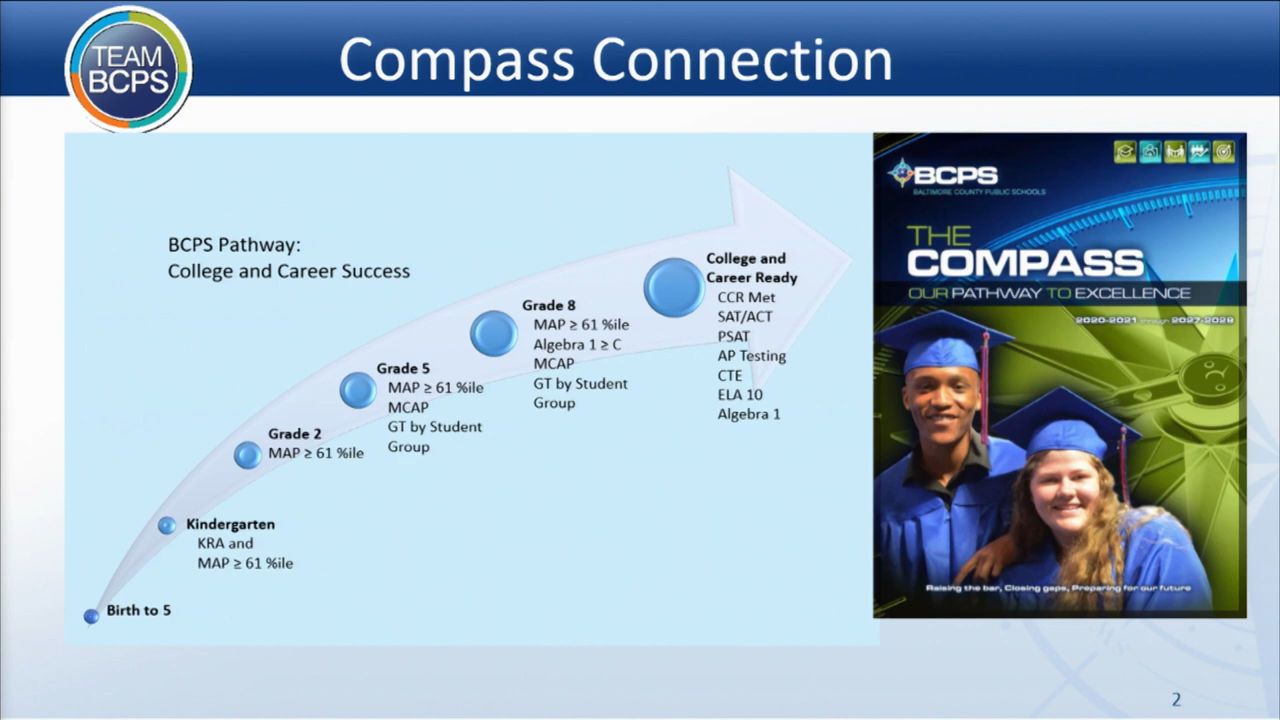 TEAM
BCPS
Compass Connection
BCPS Pathway:
College and Career Success
Birth to 5
Kindergarten
KRA and
MAP ≥ 61 %ile
Grade 2
MAP ≥ 61 %ile
Grade 5
MAP ≥ 61 %ile
MCAP
GT by Student
Group
Grade 8
MAP ≥ 61 %ile
Algebra 1 ≥ C
MCAP
GT by Student
Group
College and
Career Ready
CCR Met
SAT/ACT
PSAT
AP Testing
CTE
ELA 10
Algebra 1
BCPS
BALTIMORE COUNTY PUBLIC SCHOOLS
THE
COMPASS
OUR PATHWAY TO EXCELLENCE
2020-2021 through 2027-2028
Raising the bar, Closing gaps, Preparing for our future
2